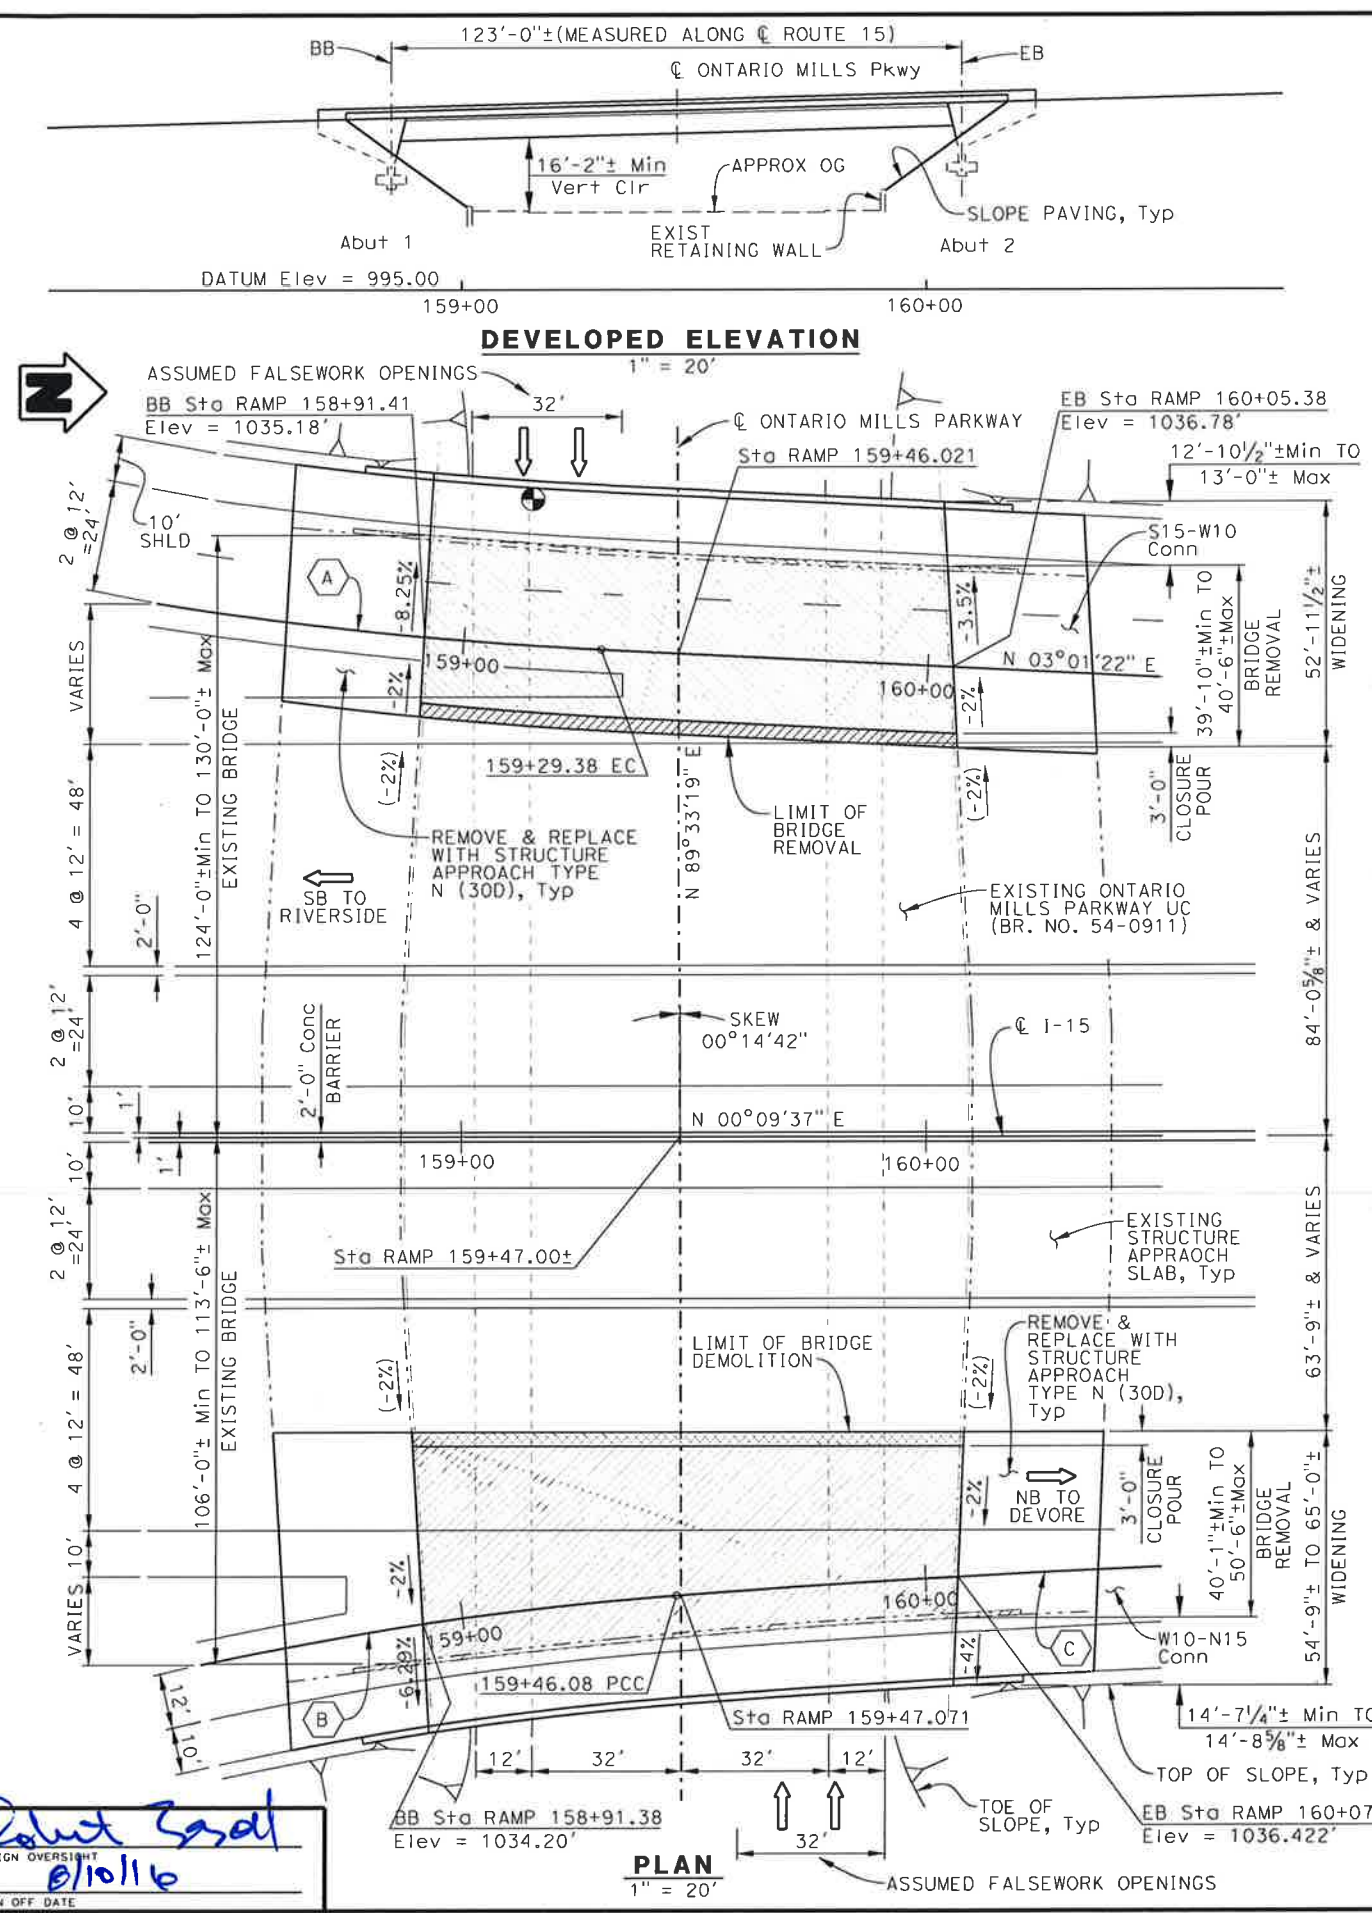 123'-0"±(MEASURED ALONG ℄ ROUTE 15)
BB
EB
℄ ONTARIO MILLS Pkwy
16'-2"± Min
Vert Clr
APPROX OG
SLOPE PAVING, Typ
EXIST
RETAINING WALL
Abut 1
Abut 2
DATUM Elev = 995.00
159+00
160+00
DEVELOPED ELEVATION
1" = 20'
N
ASSUMED FALSEWORK OPENINGS
32'
BB Sta RAMP 158+91.41
Elev = 1035.18'
℄ ONTARIO MILLS PARKWAY
Sta RAMP 159+46.021
EB Sta RAMP 160+05.38
Elev = 1036.78'
12'-10½"±Min TO
13'-0"± Max
2 @ 12'
=24'
10'
SHLD
A
-8.25%
-3.5%
S15-W10
Conn
39'-10"±Min TO
40'-6"±Max
BRIDGE
REMOVAL
52'-11½"±
WIDENING
VARIES
159+00
160+00
N 03°01'22" E
-2%
-2%
124'-0"±Min TO 130'-0"± Max
EXISTING BRIDGE
159+29.38 EC
(-2%)
(-2%)
N 89°33'19" E
LIMIT OF
BRIDGE
REMOVAL
3'-0"
CLOSURE
POUR
4 @ 12' = 48'
REMOVE & REPLACE
WITH STRUCTURE
APPROACH TYPE
N (30D), Typ
SB TO
RIVERSIDE
EXISTING ONTARIO
MILLS PARKWAY UC
(BR. NO. 54-0911)
84'-0⅝"± & VARIES
2'-0"
2 @ 12'
=24'
2'-0" Conc
BARRIER
SKEW
00°14'42"
℄ I-15
10'
1'
N 00°09'37" E
1'
10'
159+00
160+00
2 @ 12'
=24'
106'-0"± Min TO 113'-6"± Max
EXISTING BRIDGE
Sta RAMP 159+47.00±
EXISTING
STRUCTURE
APPRAOCH
SLAB, Typ
63'-9"± & VARIES
2'-0"
4 @ 12' = 48'
(-2%)
(-2%)
LIMIT OF BRIDGE
DEMOLITION
REMOVE &
REPLACE WITH
STRUCTURE
APPROACH
TYPE N (30D),
Typ
-2%
NB TO
DEVORE
3'-0"
CLOSURE
POUR
40'-1"±Min TO
50'-6"±Max
BRIDGE
REMOVAL
54'-9"± TO 65'-0"±
WIDENING
10'
VARIES
-2%
159+00
160+00
-6.29%
-4%
B
C
W10-N15
Conn
159+46.08 PCC
Sta RAMP 159+47.071
12'
10'
14'-7¼"± Min TO
14'-8⅝"± Max
12'
32'
32'
12'
TOP OF SLOPE, Typ
TOE OF
SLOPE, Typ
BB Sta RAMP 158+91.38
Elev = 1034.20'
EB Sta RAMP 160+07
Elev = 1036.422'
32'
PLAN
1" = 20'
ASSUMED FALSEWORK OPENINGS
IGN OVERSIGHT
8/10/16
N OFF DATE